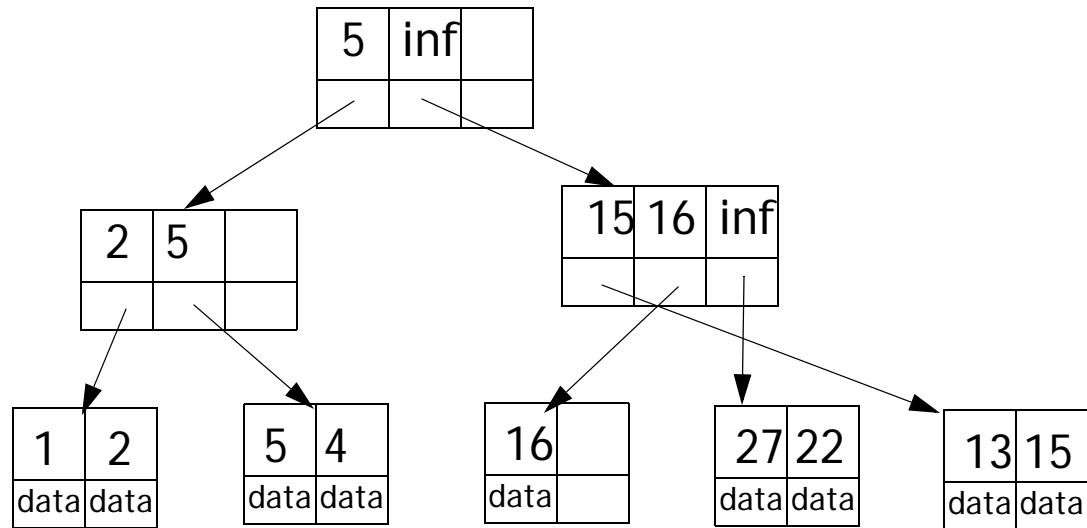 5 inf
2 5
15 16 inf
1 2
data data
5 4
data data
16
data
27 22
data data
13 15
data data